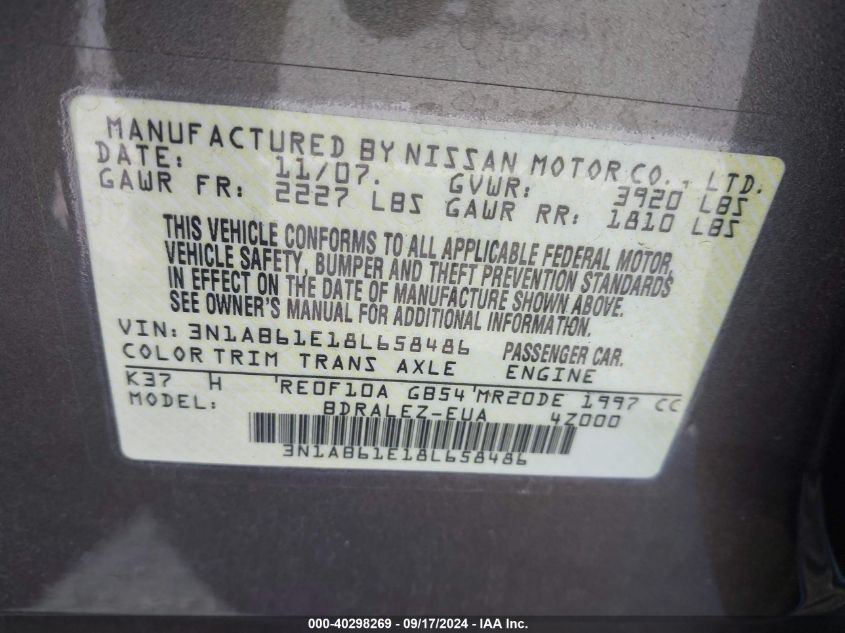 MANUFACTURED BY NISSAN MOTOR CO., LTD.
DATE: 11/07. GVWR: 3920 LBS
GAWR FR: 2227 LBS GAWR RR: 1810 LBS
THIS VEHICLE CONFORMS TO ALL APPLICABLE FEDERAL MOTOR
VEHICLE SAFETY, BUMPER AND THEFT PREVENTION STANDARDS
IN EFFECT ON THE DATE OF MANUFACTURE SHOWN ABOVE.
SEE OWNER'S MANUAL FOR ADDITIONAL INFORMATION.
VIN: 3N1AB61E18L658486 PASSENGER CAR.
COLOR TRIM TRANS AXLE ENGINE
K37 H 'RE0F10A GB54 'MR20DE 1997 CC
MODEL: BDRALEZ-EUA 4Z000
3N1AB61E18L658486
000-40298269 - 09/17/2024 - IAA Inc.